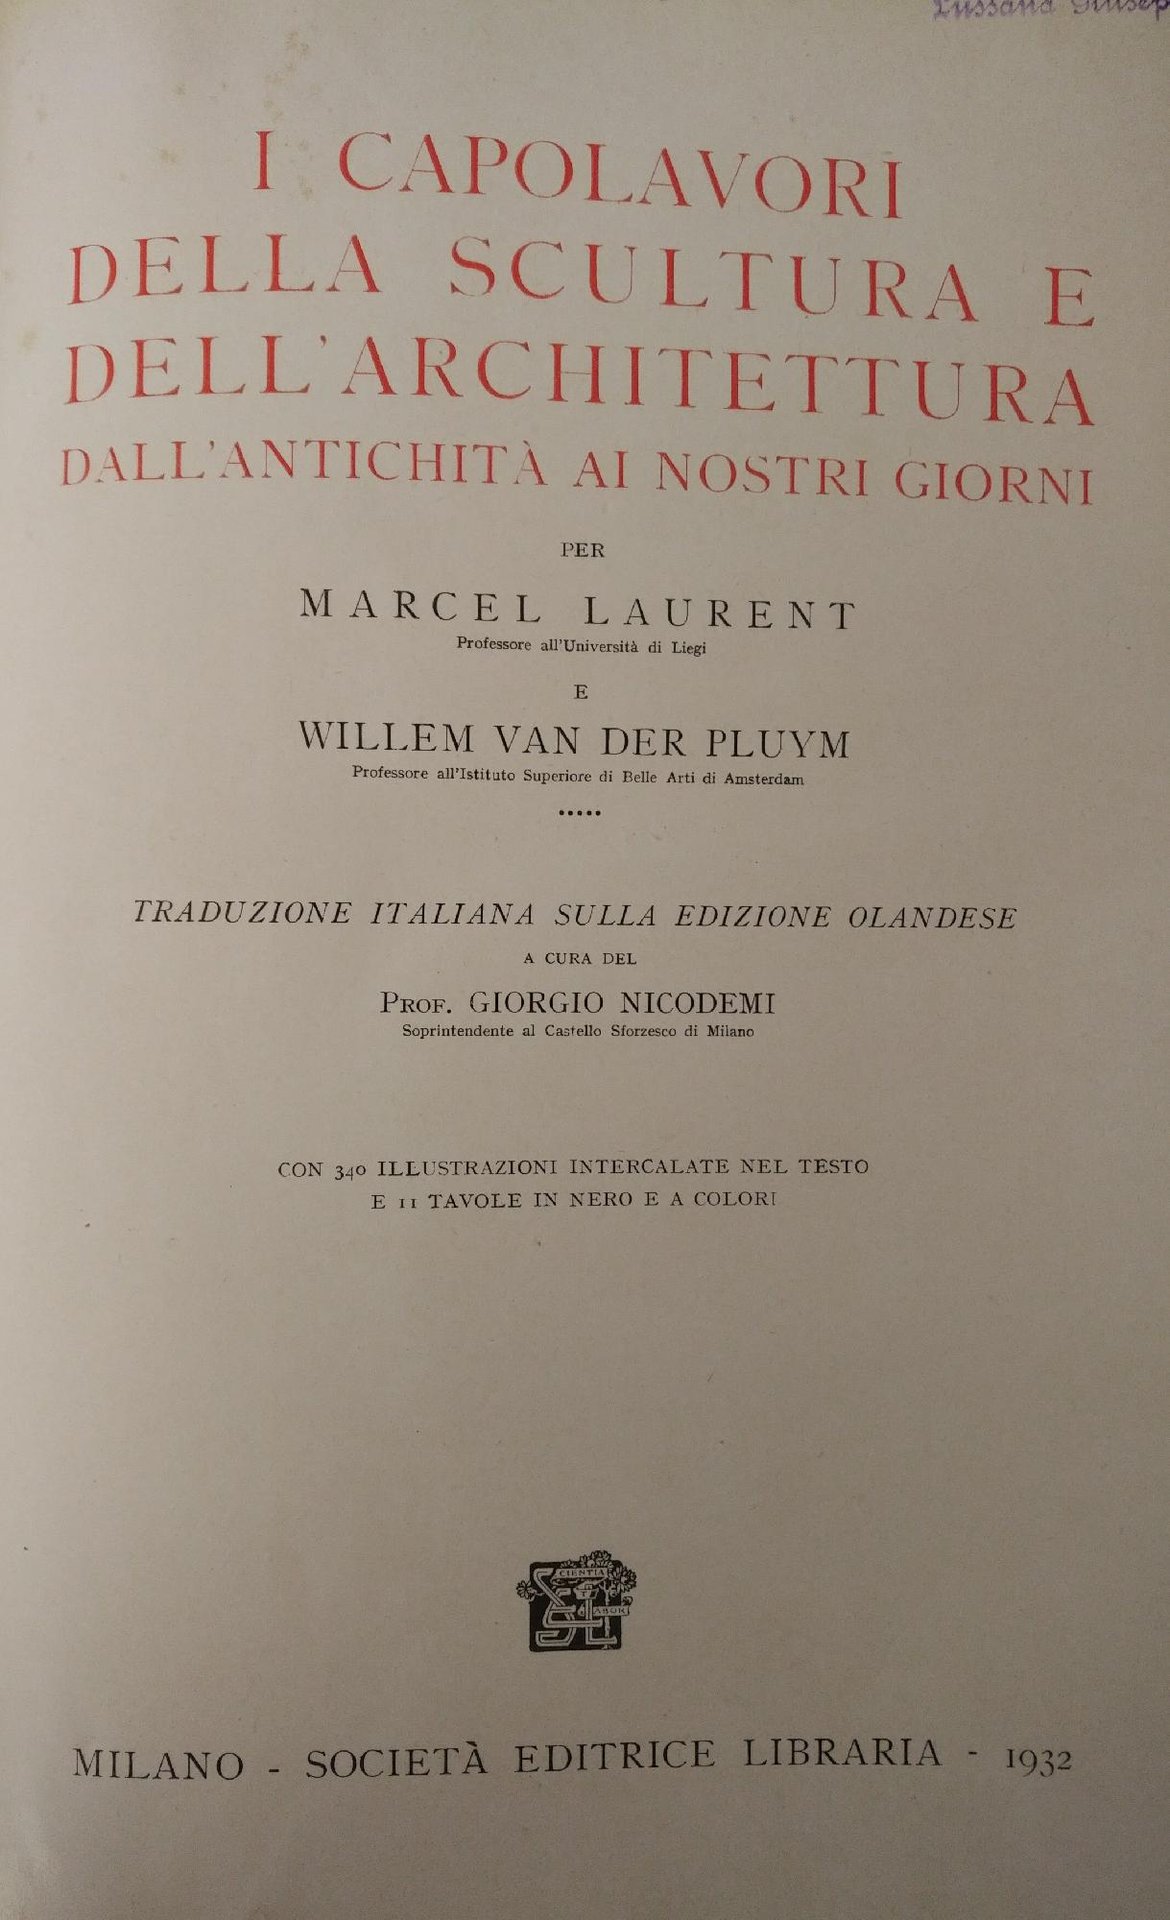 Lussana
I CAPOLAVORI
DELLA SCULTURA E
DELL'ARCHITETTURA
DALL'ANTICHITÀ AI NOSTRI GIORNI
PER
MARCEL LAURENT
Professore all'Università di Liegi
E
WILLEM VAN DER PLUYM
Professore all'Istituto Superiore di Belle Arti di Amsterdam
•••••
TRADUZIONE ITALIANA SULLA EDIZIONE OLANDESE
A CURA DEL
PROF. GIORGIO NICODEMI
Soprintendente al Castello Sforzesco di Milano
CON 340 ILLUSTRAZIONI INTERCALATE NEL TESTO
E 11 TAVOLE IN NERO E A COLORI
MILANO - SOCIETÀ EDITRICE LIBRARIA - 1932